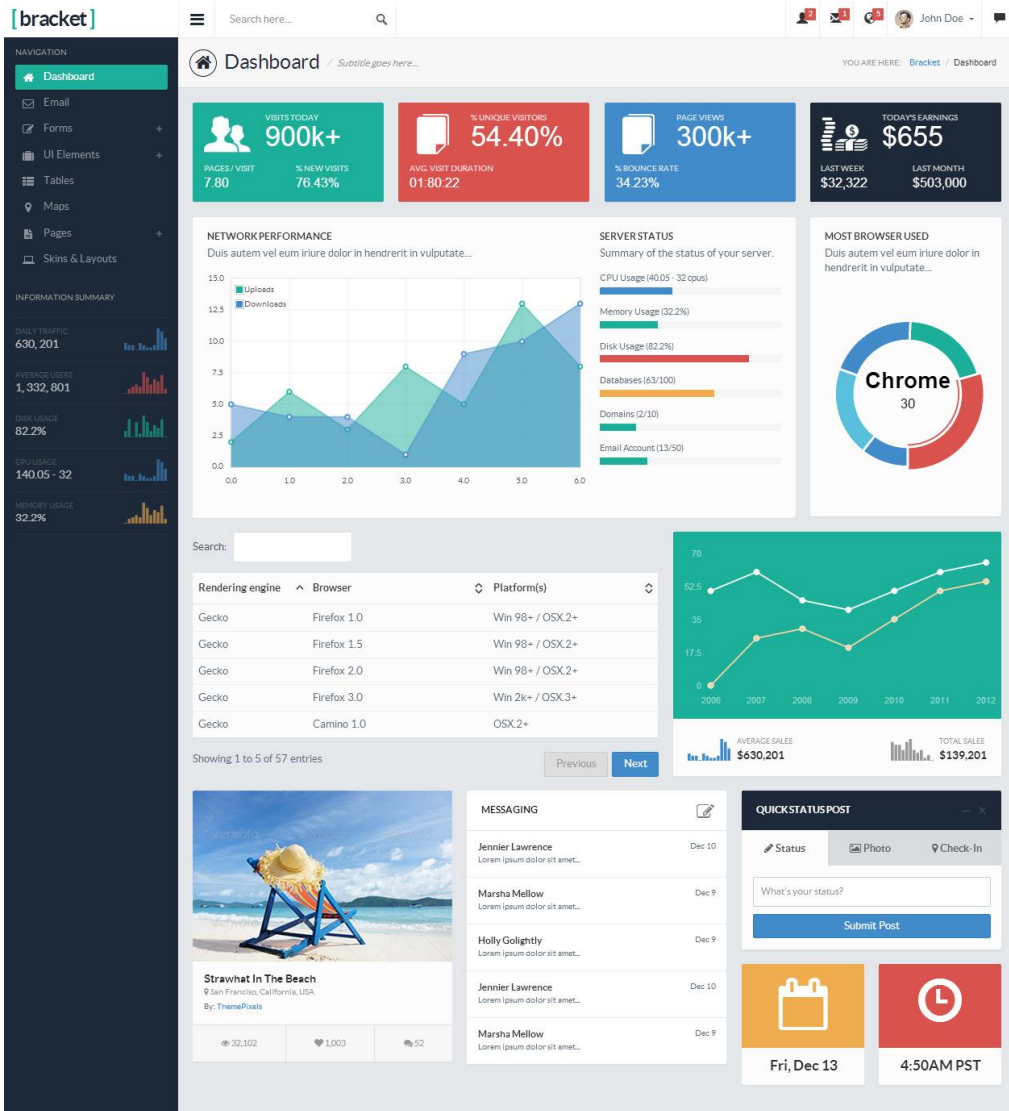 [bracket]
Search here...
2
1
5
John Doe
NAVIGATION
Dashboard
Email
Forms +
UI Elements +
Tables
Maps
Pages +
Skins & Layouts
INFORMATION SUMMARY
DAILY TRAFFIC
630, 201
AVERAGE USERS
1, 332, 801
DISK USAGE
82.2%
CPU USAGE
140.05 - 32
MEMORY USAGE
32.2%
Dashboard / Subtitle goes here...
YOU ARE HERE: Bracket / Dashboard
VISITS TODAY
900k+
PAGES / VISIT % NEW VISITS
7.80 76.43%
% UNIQUE VISITORS
54.40%
AVG. VISIT DURATION
01:80:22
PAGE VIEWS
300k+
% BOUNCE RATE
34.23%
TODAY'S EARNINGS
$655
LAST WEEK LAST MONTH
$32,322 $503,000
NETWORK PERFORMANCE
Duis autem vel eum iriure dolor in hendrerit in vulputate...
15.0
Uploads
Downloads
12.5
10.0
7.5
5.0
2.5
0.0
0.0 1.0 2.0 3.0 4.0 5.0 6.0
SERVER STATUS
Summary of the status of your server.
CPU Usage (40.05 - 32 cpus)
Memory Usage (32.2%)
Disk Usage (82.2%)
Databases (63/100)
Domains (2/10)
Email Account (13/50)
MOST BROWSER USED
Duis autem vel eum iriure dolor in
hendrerit in vulputate...
Chrome
30
Search:
Rendering engine Browser Platform(s)
Gecko Firefox 1.0 Win 98+ / OSX.2+
Gecko Firefox 1.5 Win 98+ / OSX.2+
Gecko Firefox 2.0 Win 98+ / OSX.2+
Gecko Firefox 3.0 Win 2k+ / OSX.3+
Gecko Camino 1.0 OSX.2+
Showing 1 to 5 of 57 entries
Previous Next
70
52.5
35
17.5
0
2006 2007 2008 2009 2010 2011 2012
AVERAGE SALES
$630,201
TOTAL SALES
$139,201
Strawhat In The Beach
San Franciso, California, USA
By: ThemePixels
32,102 1,003 52
MESSAGING
Jennier Lawrence Dec 10
Lorem ipsum dolor sit amet...
Marsha Mellow Dec 9
Lorem ipsum dolor sit amet...
Holly Golightly Dec 9
Lorem ipsum dolor sit amet...
Jennier Lawrence Dec 10
Lorem ipsum dolor sit amet...
Marsha Mellow Dec 9
Lorem ipsum dolor sit amet...
QUICK STATUS POST
Status Photo Check-In
What's your status?
Submit Post
Fri, Dec 13
4:50AM PST